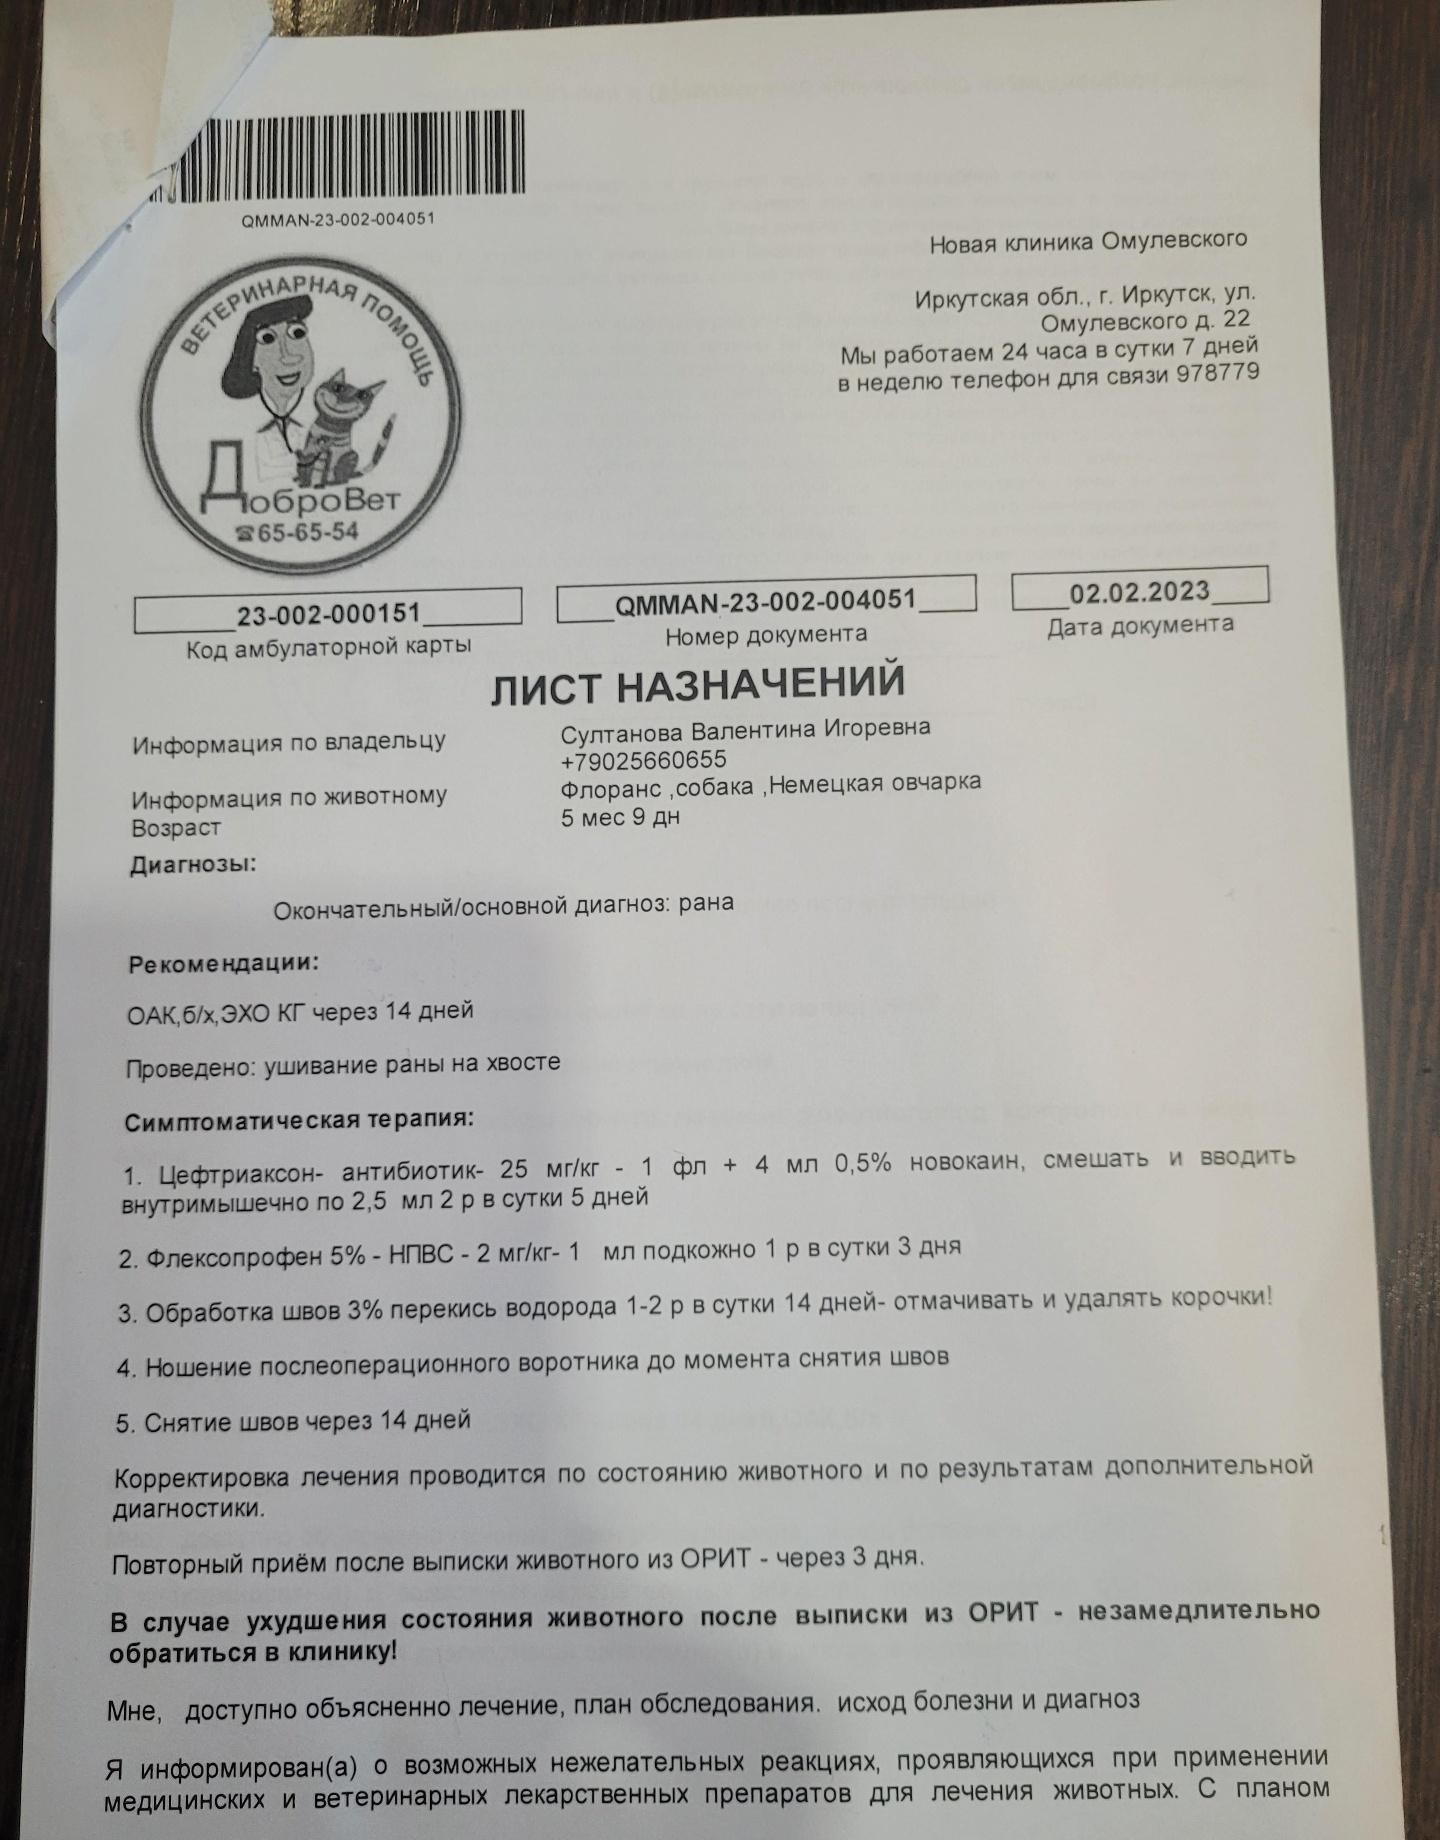 QMMAN-23-002-004051
Новая клиника Омулевского
Иркутская обл., г. Иркутск, ул.
Омулевского д. 22
Мы работаем 24 часа в сутки 7 дней
в неделю телефон для связи 978779
ВЕТЕРИНАРНАЯ ПОМОЩЬ
ДоброВет
☎65-65-54
23-002-000151
QMMAN-23-002-004051
02.02.2023
Код амбулаторной карты
Номер документа
Дата документа
ЛИСТ НАЗНАЧЕНИЙ
Информация по владельцу
Султанова Валентина Игоревна
+79025660655
Информация по животному
Флоранс ,собака ,Немецкая овчарка
Возраст
5 мес 9 дн
Диагнозы:
Окончательный/основной диагноз: рана
Рекомендации:
ОАК,б/х,ЭХО КГ через 14 дней
Проведено: ушивание раны на хвосте
Симптоматическая терапия:
1. Цефтриаксон- антибиотик- 25 мг/кг - 1 фл + 4 мл 0,5% новокаин, смешать и вводить
внутримышечно по 2,5 мл 2 р в сутки 5 дней
2. Флексопрофен 5% - НПВС - 2 мг/кг- 1 мл подкожно 1 р в сутки 3 дня
3. Обработка швов 3% перекись водорода 1-2 р в сутки 14 дней- отмачивать и удалять корочки!
4. Ношение послеоперационного воротника до момента снятия швов
5. Снятие швов через 14 дней
Корректировка лечения проводится по состоянию животного и по результатам дополнительной
диагностики.
Повторный приём после выписки животного из ОРИТ - через 3 дня.
В случае ухудшения состояния животного после выписки из ОРИТ - незамедлительно
обратиться в клинику!
Мне, доступно объясненно лечение, план обследования. исход болезни и диагноз
Я информирован(а) о возможных нежелательных реакциях, проявляющихся при применении
медицинских и ветеринарных лекарственных препаратов для лечения животных. С планом